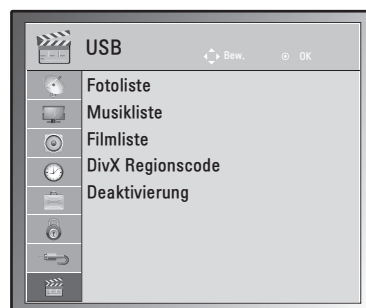 USB
Bew. OK
Fotoliste
Musikliste
Filmliste
DivX Regionscode
Deaktivierung